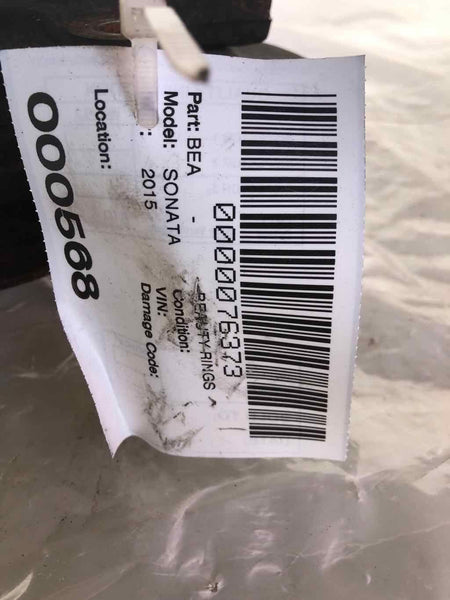 0000076373
Part: BEA - BEAUTY RINGS
Model: SONATA Condition:
2015 VIN:
Damage Code:
Location:
000568